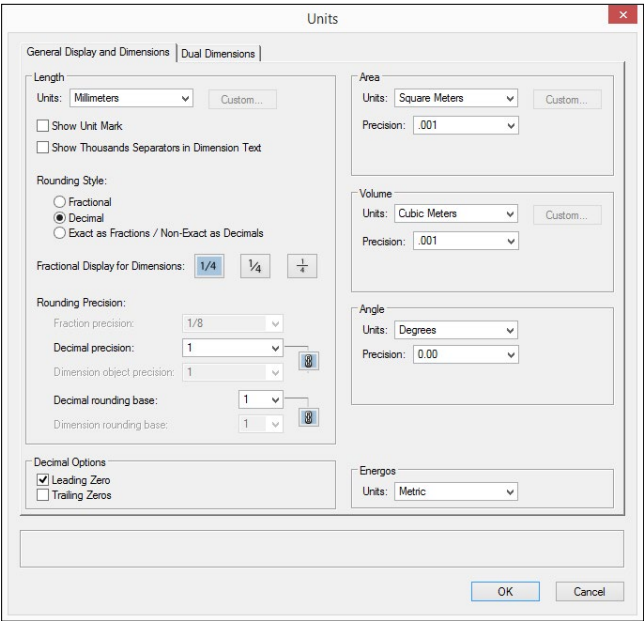 Units
General Display and Dimensions
Dual Dimensions
Length
Units: Millimeters Custom...
Show Unit Mark
Show Thousands Separators in Dimension Text
Rounding Style:
Fractional
Decimal
Exact as Fractions / Non-Exact as Decimals
Fractional Display for Dimensions: 1/4 1/4 1/4
Rounding Precision:
Fraction precision: 1/8
Decimal precision: 1
Dimension object precision: 1
Decimal rounding base: 1
Dimension rounding base: 1
Decimal Options
Leading Zero
Trailing Zeros
Area
Units: Square Meters Custom...
Precision: .001
Volume
Units: Cubic Meters Custom...
Precision: .001
Angle
Units: Degrees
Precision: 0.00
Energos
Units: Metric
OK Cancel